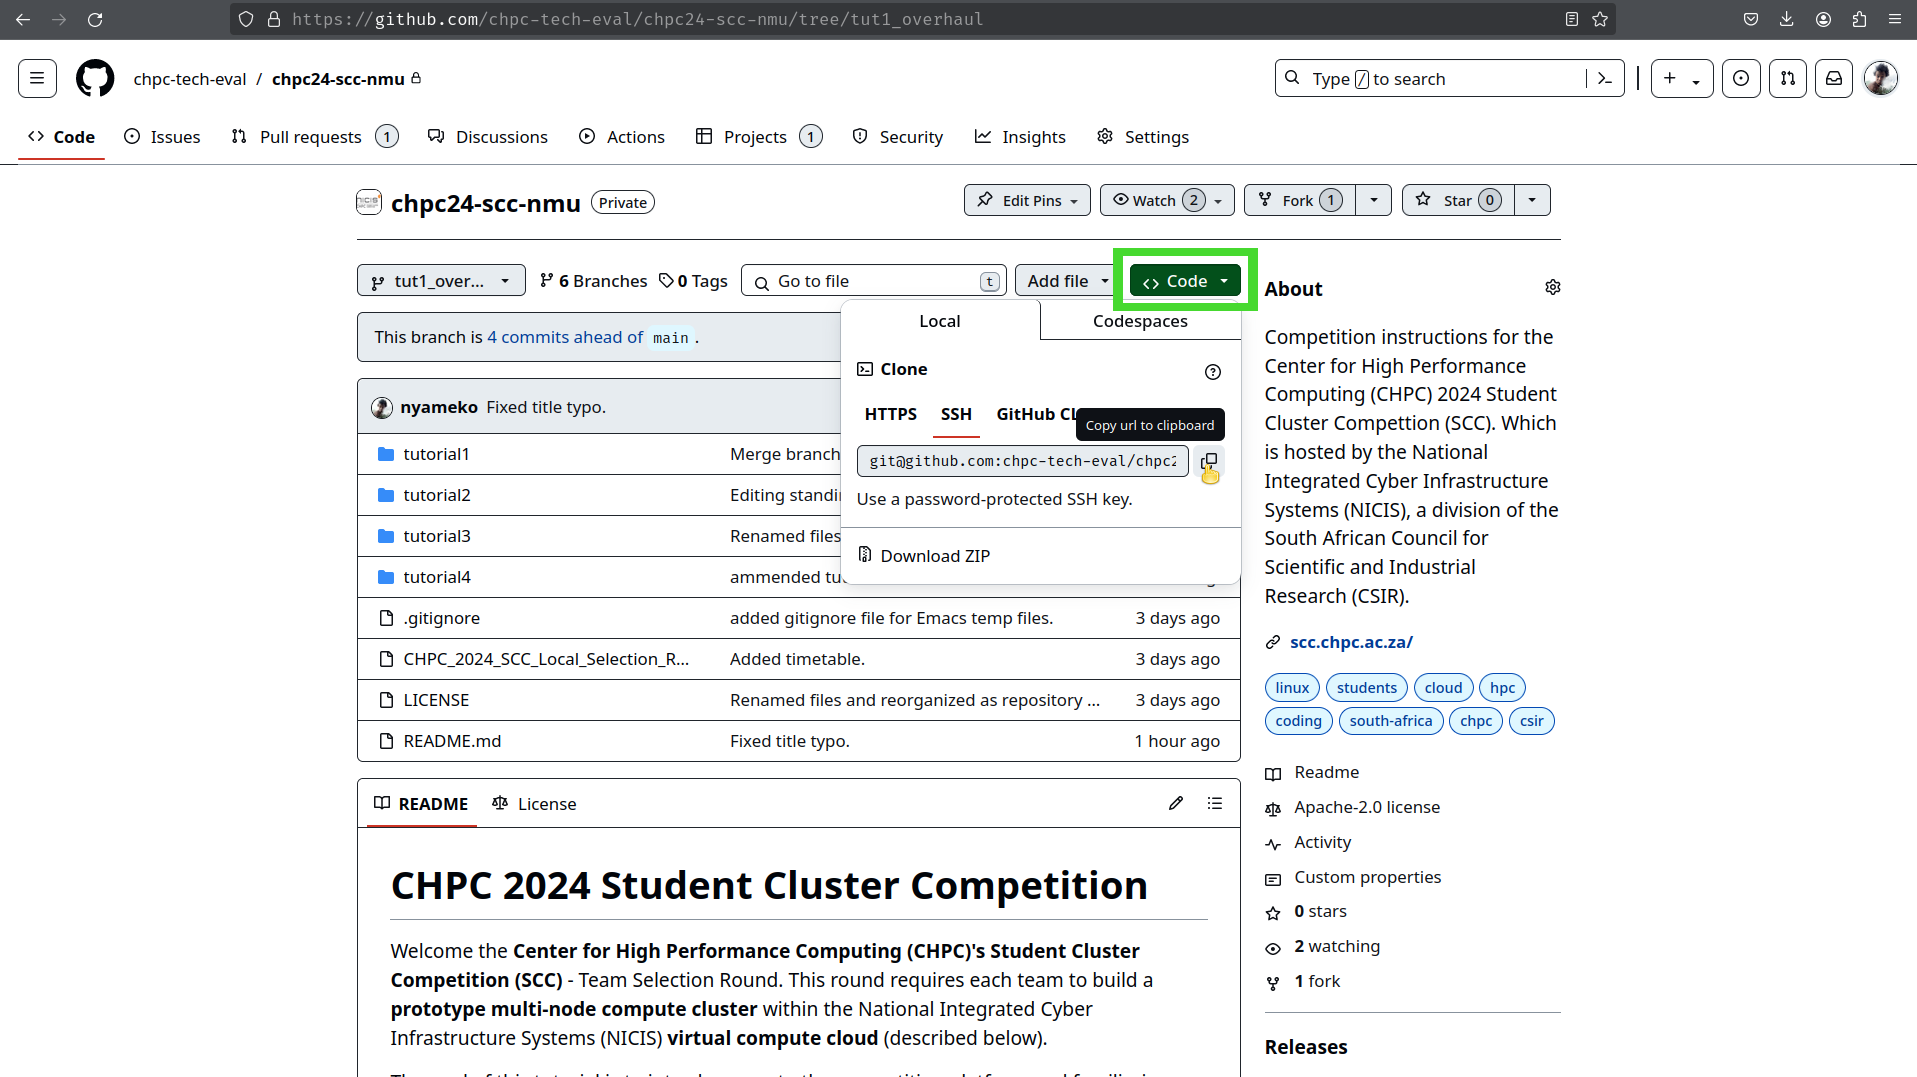 https://github.com/chpc-tech-eval/chpc24-scc-nmu/tree/tut1_overhaul
chpc-tech-eval / chpc24-scc-nmu
Type / to search
Code Issues Pull requests 1 Discussions Actions Projects 1 Security Insights Settings
chpc24-scc-nmu Private
Edit Pins Watch 2 Fork 1 Star 0
tut1_over... 6 Branches 0 Tags Go to file t Add file Code
Local Codespaces
This branch is 4 commits ahead of main .
Clone
HTTPS SSH GitHub CL
Copy url to clipboard
git@github.com:chpc-tech-eval/chpc2
Use a password-protected SSH key.
Download ZIP
nyameko Fixed title typo.
tutorial1 Merge branch
tutorial2 Editing standin
tutorial3 Renamed files
tutorial4 ammended tu
.gitignore added gitignore file for Emacs temp files. 3 days ago
CHPC_2024_SCC_Local_Selection_R... Added timetable. 3 days ago
LICENSE Renamed files and reorganized as repository ... 3 days ago
README.md Fixed title typo. 1 hour ago
README License
CHPC 2024 Student Cluster Competition
Welcome the Center for High Performance Computing (CHPC)'s Student Cluster
Competition (SCC) - Team Selection Round. This round requires each team to build a
prototype multi-node compute cluster within the National Integrated Cyber
Infrastructure Systems (NICIS) virtual compute cloud (described below).
About
Competition instructions for the
Center for High Performance
Computing (CHPC) 2024 Student
Cluster Compettion (SCC). Which
is hosted by the National
Integrated Cyber Infrastructure
Systems (NICIS), a division of the
South African Council for
Scientific and Industrial
Research (CSIR).
scc.chpc.ac.za/
linux students cloud hpc
coding south-africa chpc csir
Readme
Apache-2.0 license
Activity
Custom properties
0 stars
2 watching
1 fork
Releases